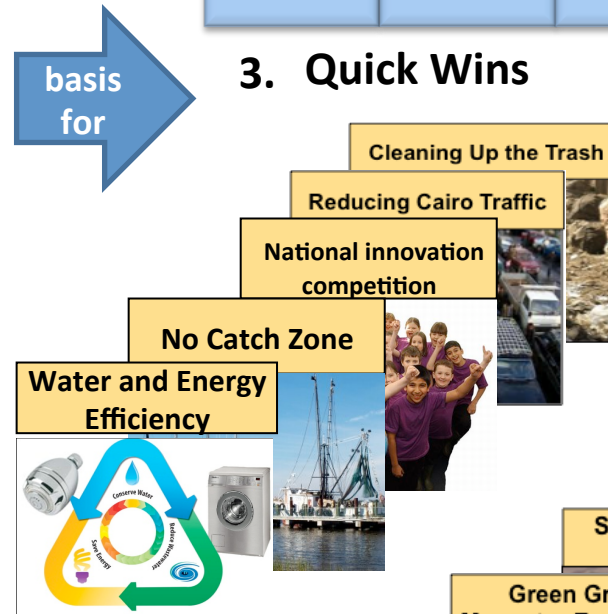 basis
for
3. Quick Wins
Cleaning Up the Trash
Reducing Cairo Traffic
National innovation
competition
No Catch Zone
Water and Energy
Efficiency
Conserve Water
Save Energy
Reduce Wastewater
S
Green Gr